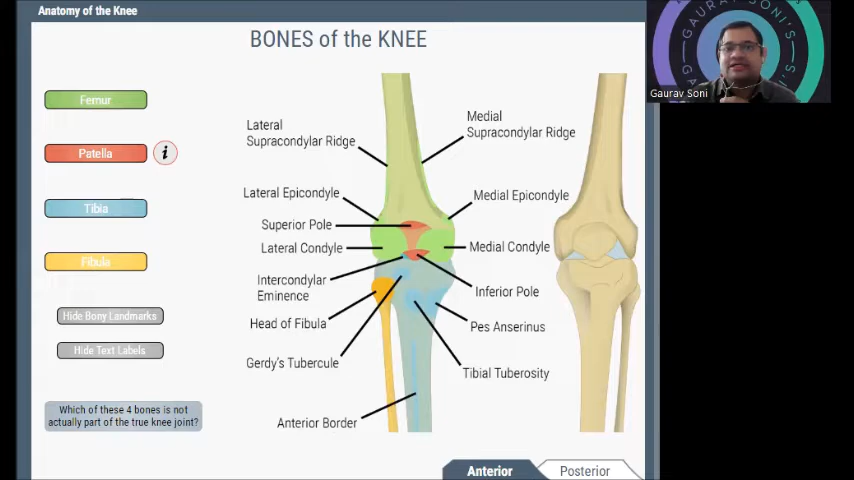 Anatomy of the Knee
BONES of the KNEE
Femur
Patella
i
Tibia
Fibula
Hide Bony Landmarks
Hide Text Labels
Which of these 4 bones is not
actually part of the true knee joint?
Lateral
Supracondylar Ridge
Lateral Epicondyle
Superior Pole
Lateral Condyle
Intercondylar
Eminence
Head of Fibula
Gerdy's Tubercule
Anterior Border
Medial
Supracondylar Ridge
Medial Epicondyle
Medial Condyle
Inferior Pole
Pes Anserinus
Tibial Tuberosity
Anterior
Posterior
GAURAV SONI'S
Gaurav Soni